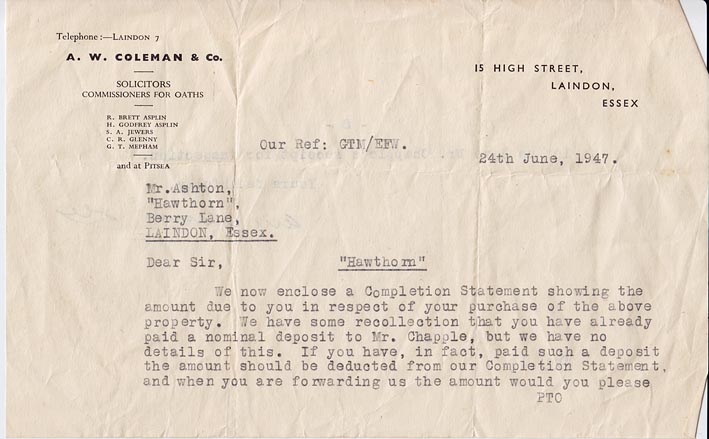 Telephone:—LAINDON 7
A. W. COLEMAN & Co.
SOLICITORS
COMMISSIONERS FOR OATHS
R. BRETT ASPLIN
H. GODFREY ASPLIN
S. A. JEWERS
C. R. GLENNY
G. T. MEPHAM
and at PITSEA
15 HIGH STREET,
LAINDON,
ESSEX
Our Ref: GTM/EFW.
24th June, 1947.
Mr.Ashton,
"Hawthorn",
Berry Lane,
LAINDON, Essex.
Dear Sir,
"Hawthorn"
We now enclose a Completion Statement showing the
amount due to you in respect of your purchase of the above
property. We have some recollection that you have already
paid a nominal deposit to Mr. Chapple, but we have no
details of this. If you have, in fact, paid such a deposit
the amount should be deducted from our Completion Statement,
and when you are forwarding us the amount would you please
PTO